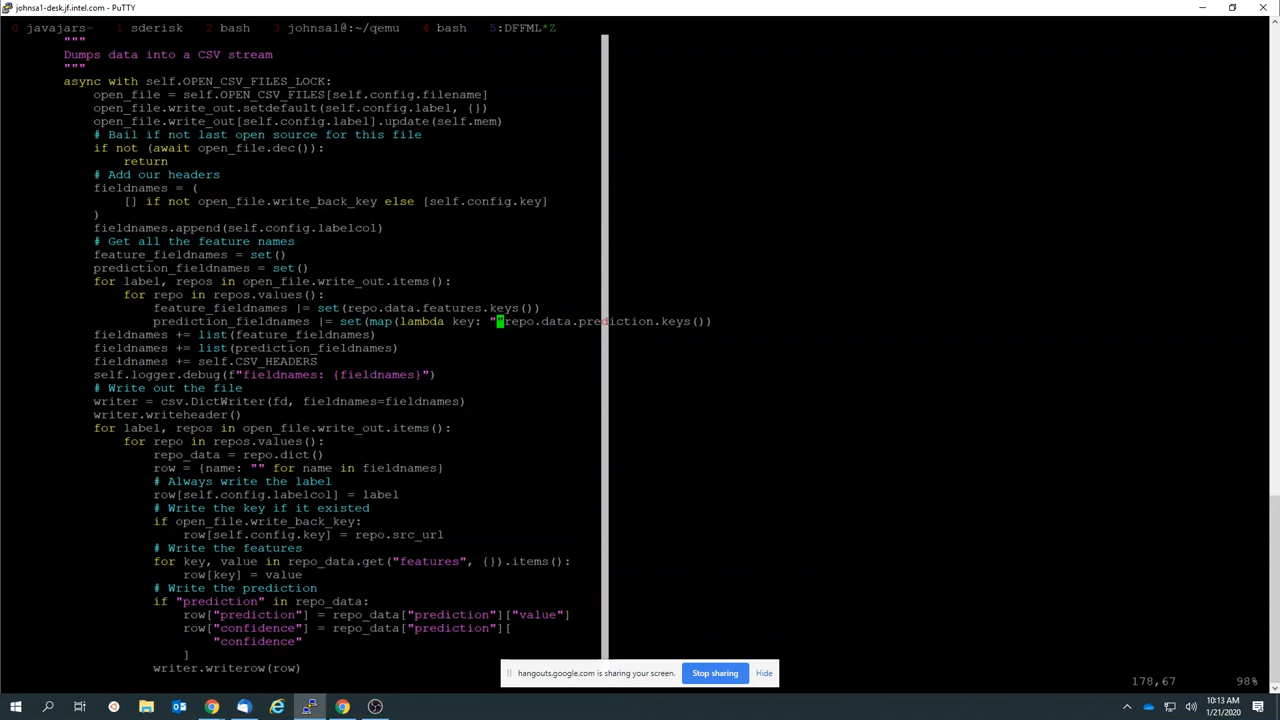 johnsa1-desk.jf.intel.com - PuTTY
0 javajars- 1 sderisk 2 bash 3 johnsa1@:~/qemu 4 bash 5:DFFML*Z
"""
Dumps data into a CSV stream
"""
async with self.OPEN_CSV_FILES_LOCK:
open_file = self.OPEN_CSV_FILES[self.config.filename]
open_file.write_out.setdefault(self.config.label, {})
open_file.write_out[self.config.label].update(self.mem)
# Bail if not last open source for this file
if not (await open_file.dec()):
return
# Add our headers
fieldnames = (
[] if not open_file.write_back_key else [self.config.key]
)
fieldnames.append(self.config.labelcol)
# Get all the feature names
feature_fieldnames = set()
prediction_fieldnames = set()
for label, repos in open_file.write_out.items():
for repo in repos.values():
feature_fieldnames |= set(repo.data.features.keys())
prediction_fieldnames |= set(map(lambda key: ""repo.data.prediction.keys())
fieldnames += list(feature_fieldnames)
fieldnames += list(prediction_fieldnames)
fieldnames += self.CSV_HEADERS
self.logger.debug(f"fieldnames: {fieldnames}")
# Write out the file
writer = csv.DictWriter(fd, fieldnames=fieldnames)
writer.writeheader()
for label, repos in open_file.write_out.items():
for repo in repos.values():
repo_data = repo.dict()
row = {name: "" for name in fieldnames}
# Always write the label
row[self.config.labelcol] = label
# Write the key if it existed
if open_file.write_back_key:
row[self.config.key] = repo.src_url
# Write the features
for key, value in repo_data.get("features", {}).items():
row[key] = value
# Write the prediction
if "prediction" in repo_data:
row["prediction"] = repo_data["prediction"]["value"]
row["confidence"] = repo_data["prediction"][
"confidence"
]
writer.writerow(row)
hangouts.google.com is sharing your screen. Stop sharing Hide
178,67 98%
10:13 AM
1/21/2020